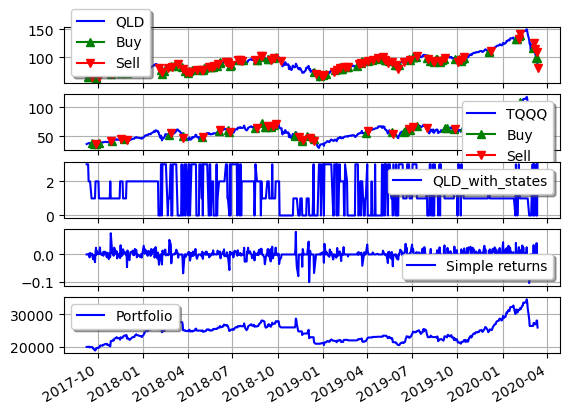 150
100
QLD
Buy
Sell
100
50
TQQQ
Buy
Sell
2
0
QLD_with_states
0.0
−0.1
Simple returns
30000
20000
Portfolio
2017-10
2018-01
2018-04
2018-07
2018-10
2019-01
2019-04
2019-07
2019-10
2020-01
2020-04